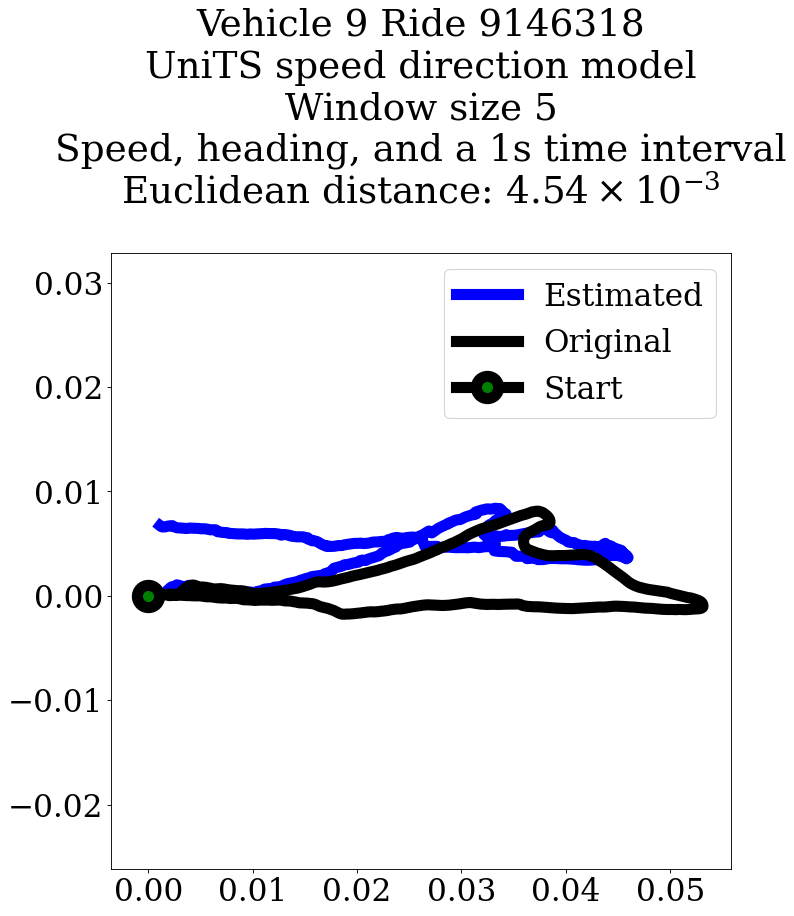 Vehicle 9 Ride 9146318
UniTS speed direction model
Window size 5
Speed, heading, and a 1s time interval
Euclidean distance: 4.54 × 10⁻³
Estimated
Original
Start
0.03
0.02
0.01
0.00
−0.01
−0.02
0.00 0.01 0.02 0.03 0.04 0.05